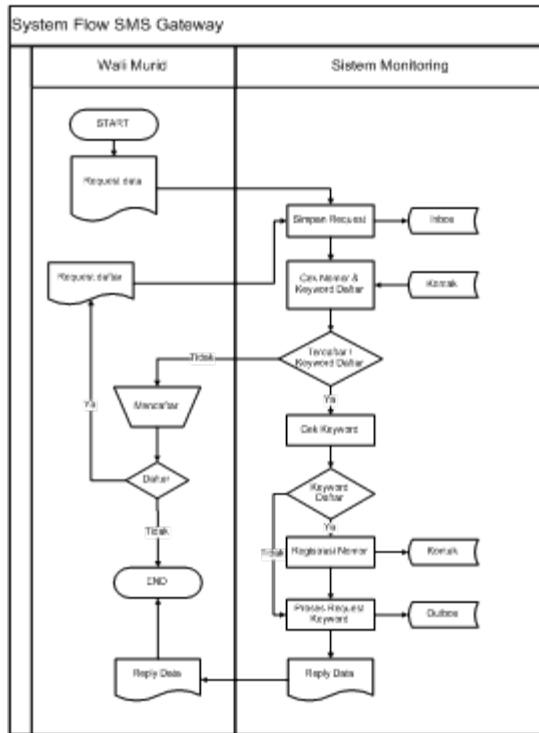 System Flow SMS Gateway
Wali Murid
Sistem Monitoring
START
Request data
Simpan Request
Inbox
Request daftar
Cek Nomor &
Keyword Daftar
Kontak
Tidak
Terdaftar /
Keyword Daftar
Ya
Mendaftar
Ya
Cek Keyword
Daftar
Keyword
Daftar
Tidak
Ya
Tidak
Registrasi Nomor
Kontak
END
Proses Request
Keyword
Outbox
Reply Data
Reply Data